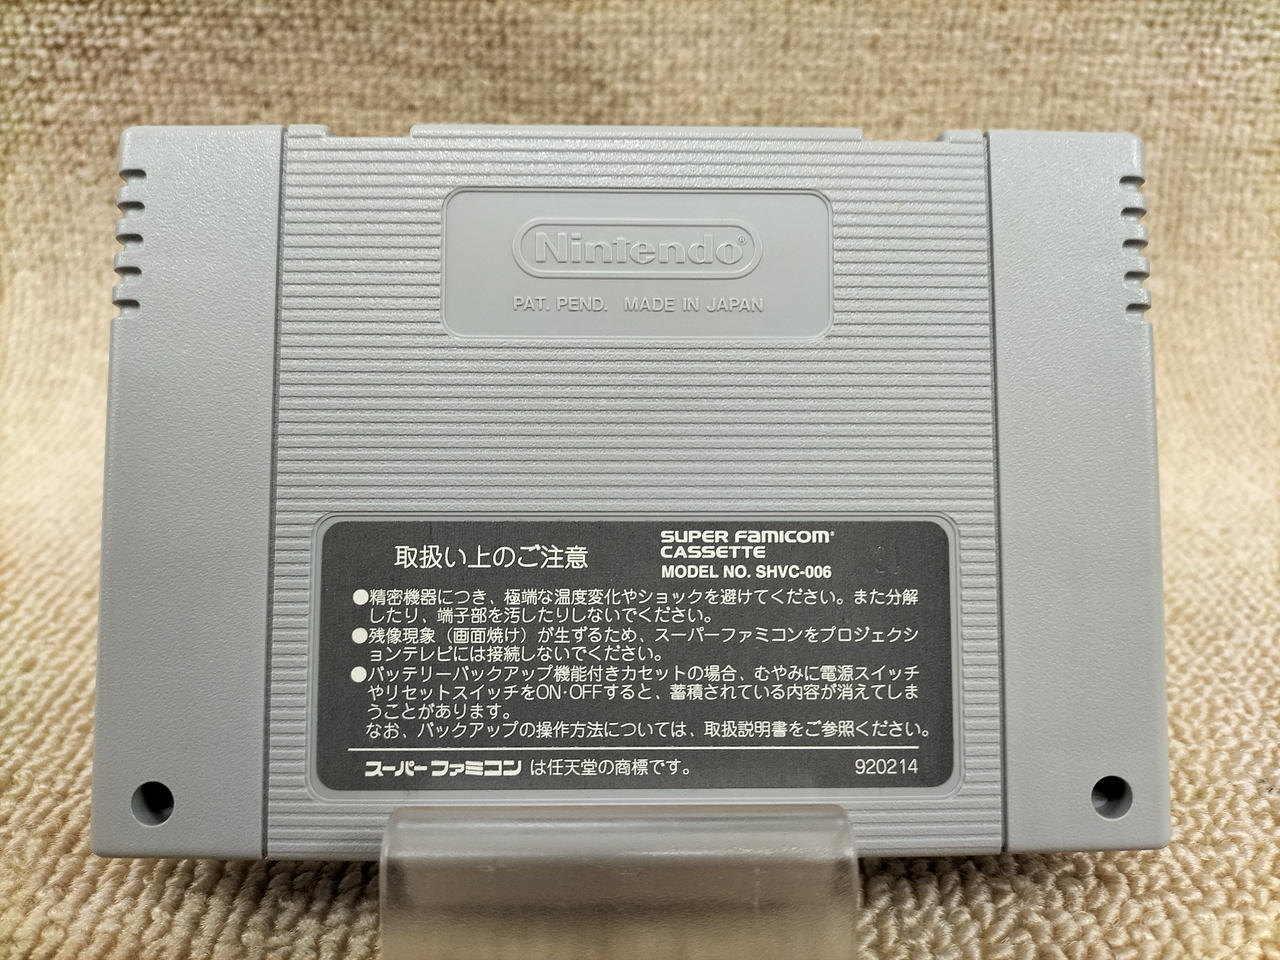 Nintendo®
PAT. PEND. MADE IN JAPAN
取扱い上のご注意
SUPER FAMICOM®
CASSETTE
MODEL NO. SHVC-006
●精密機器につき、極端な温度変化やショックを避けてください。また分解
したり、端子部を汚したりしないでください。
●残像現象（画面焼け）が生ずるため、スーパーファミコンをプロジェクシ
ョンテレビには接続しないでください。
●バッテリーバックアップ機能付きカセットの場合、むやみに電源スイッチ
やリセットスイッチをON·OFFすると、蓄積されている内容が消えてしま
うことがあります。
なお、バックアップの操作方法については、取扱説明書をご参照ください。
スーパーファミコン は任天堂の商標です。
920214